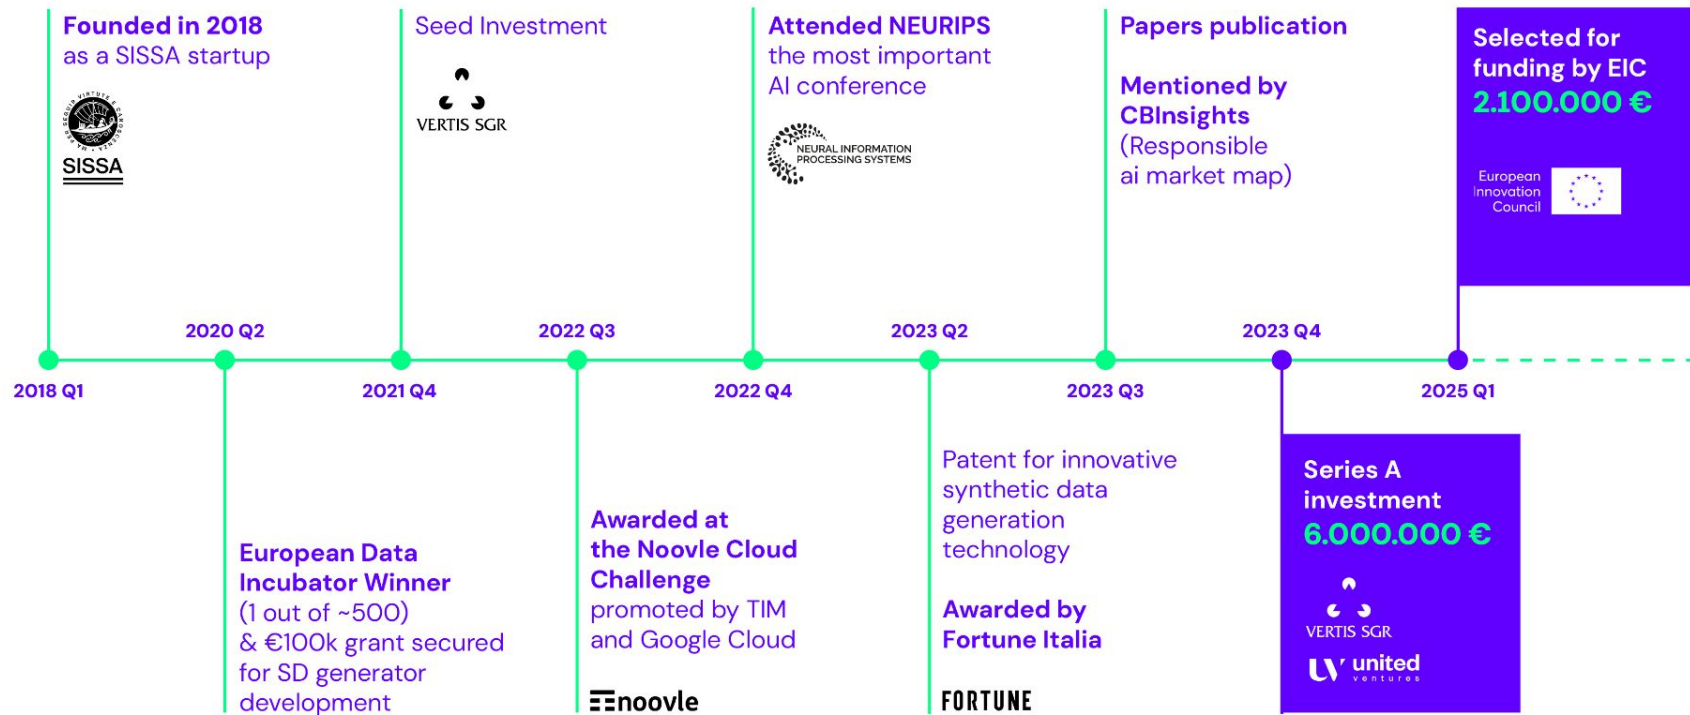 Founded in 2018
as a SISSA startup
SISSA
Seed Investment
VERTIS SGR
Attended NEURIPS
the most important
AI conference
NEURAL INFORMATION
PROCESSING SYSTEMS
Papers publication
Mentioned by
CBInsights
(Responsible
ai market map)
Selected for
funding by EIC
2.100.000 €
European
Innovation
Council
2020 Q2
2022 Q3
2023 Q2
2023 Q4
2018 Q1
2021 Q4
2022 Q4
2023 Q3
2025 Q1
European Data
Incubator Winner
(1 out of ~500)
& €100k grant secured
for SD generator
development
Awarded at
the Noovle Cloud
Challenge
promoted by TIM
and Google Cloud
noovle
Patent for innovative
synthetic data
generation
technology
Awarded by
Fortune Italia
FORTUNE
Series A
investment
6.000.000 €
VERTIS SGR
united
ventures